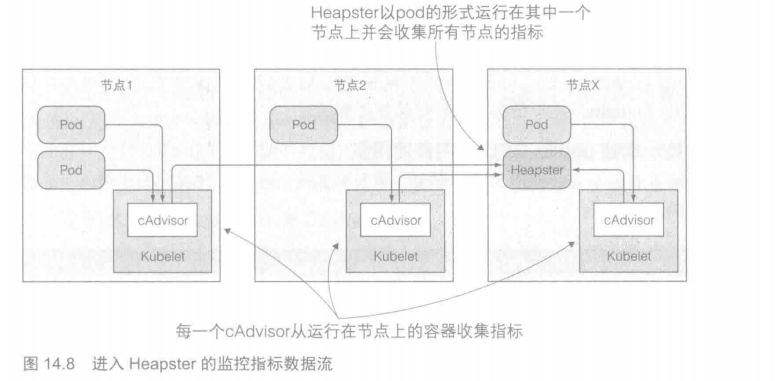 Heapster以pod的形式运行在其中一个
节点上并会收集所有节点的指标
节点1
节点2
节点X
Pod
Pod
Pod
Pod
Heapster
cAdvisor
cAdvisor
cAdvisor
Kubelet
Kubelet
Kubelet
每一个cAdvisor从运行在节点上的容器收集指标
图 14.8 进入 Heapster 的监控指标数据流